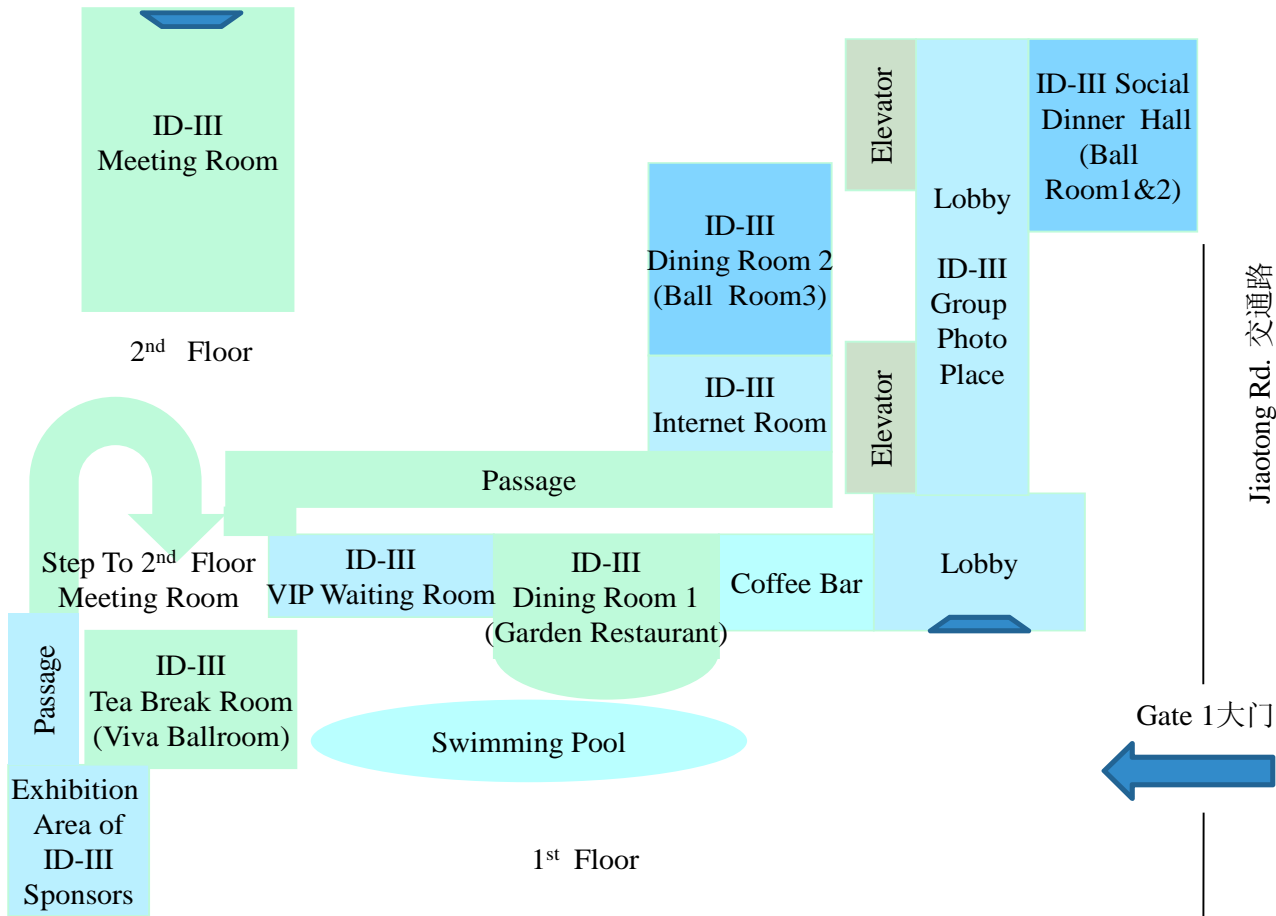 ID-III
Meeting Room
2nd Floor
Elevator
Lobby
ID-III Social
Dinner Hall
(Ball
Room1&2)
ID-III
Dining Room 2
(Ball Room3)
ID-III
Group
Photo
Place
Jiaotong Rd. 交通路
ID-III
Internet Room
Elevator
Passage
Step To 2nd Floor
Meeting Room
ID-III
VIP Waiting Room
ID-III
Dining Room 1
(Garden Restaurant)
Coffee Bar
Lobby
Passage
ID-III
Tea Break Room
(Viva Ballroom)
Swimming Pool
Gate 1大门
Exhibition
Area of
ID-III
Sponsors
1st Floor